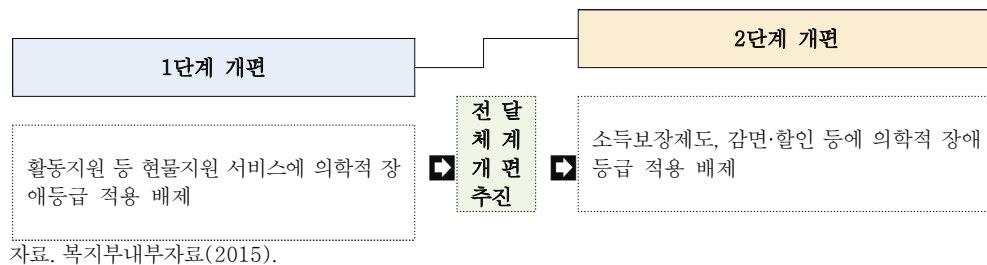 1단계 개편
2단계 개편
활동지원 등 현물지원 서비스에 의학적 장
애등급 적용 배제
전 달
체 계
개 편
추진
소득보장제도, 감면·할인 등에 의학적 장애
등급 적용 배제
자료. 복지부내부자료(2015).